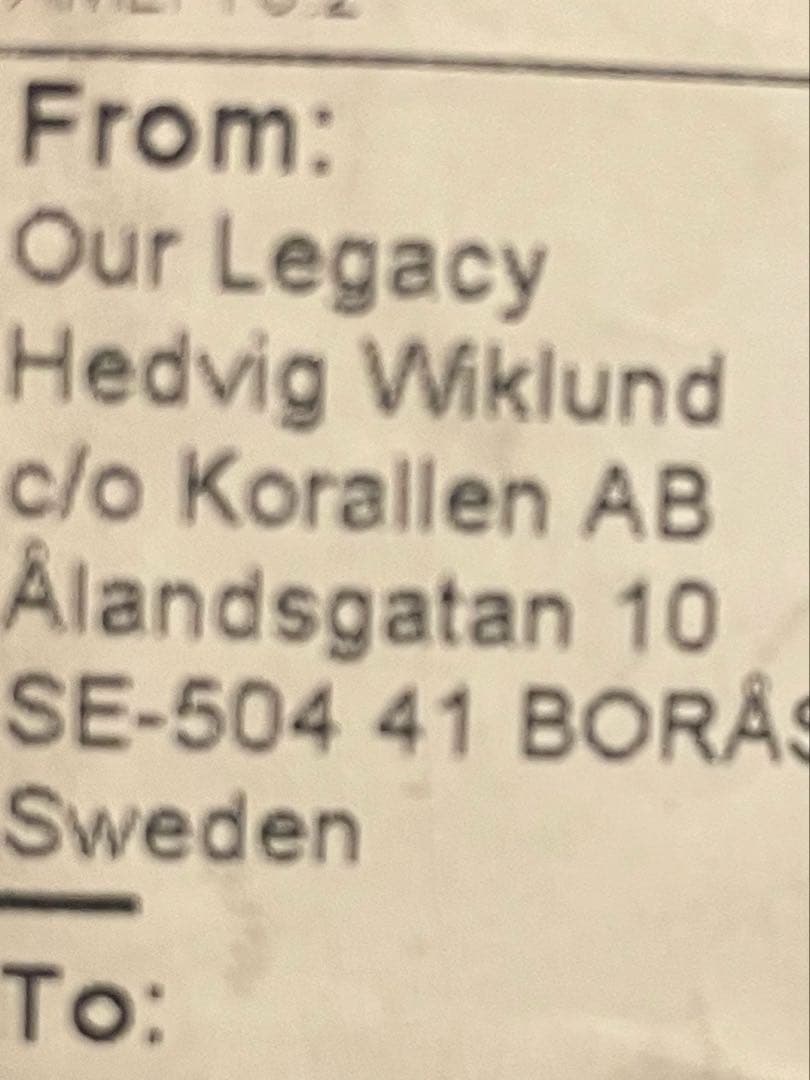 From:
Our Legacy
Hedvig Wiklund
c/o Korallen AB
Ålandsgatan 10
SE-504 41 BORÅS
Sweden
To: